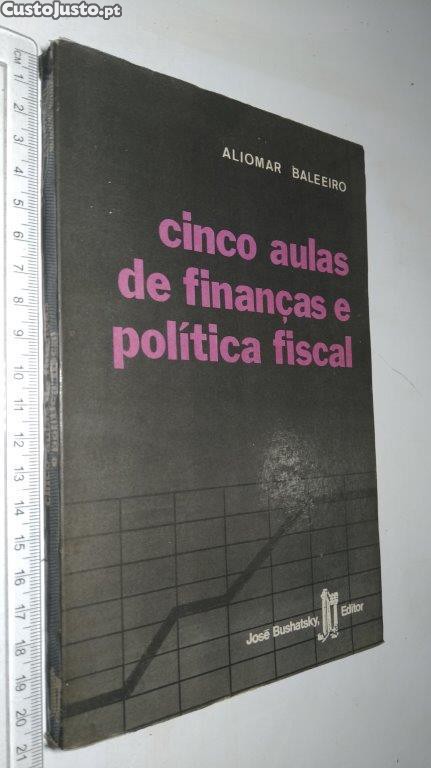 CustoJusto.pt
ALIOMAR BALEEIRO
cinco aulas
de finanças e
política fiscal
José Bushatsky, Editor
CM 1 2 3 4 5 6 7 8 9 10 11 12 13 14 15 16 17 18 19 20 21